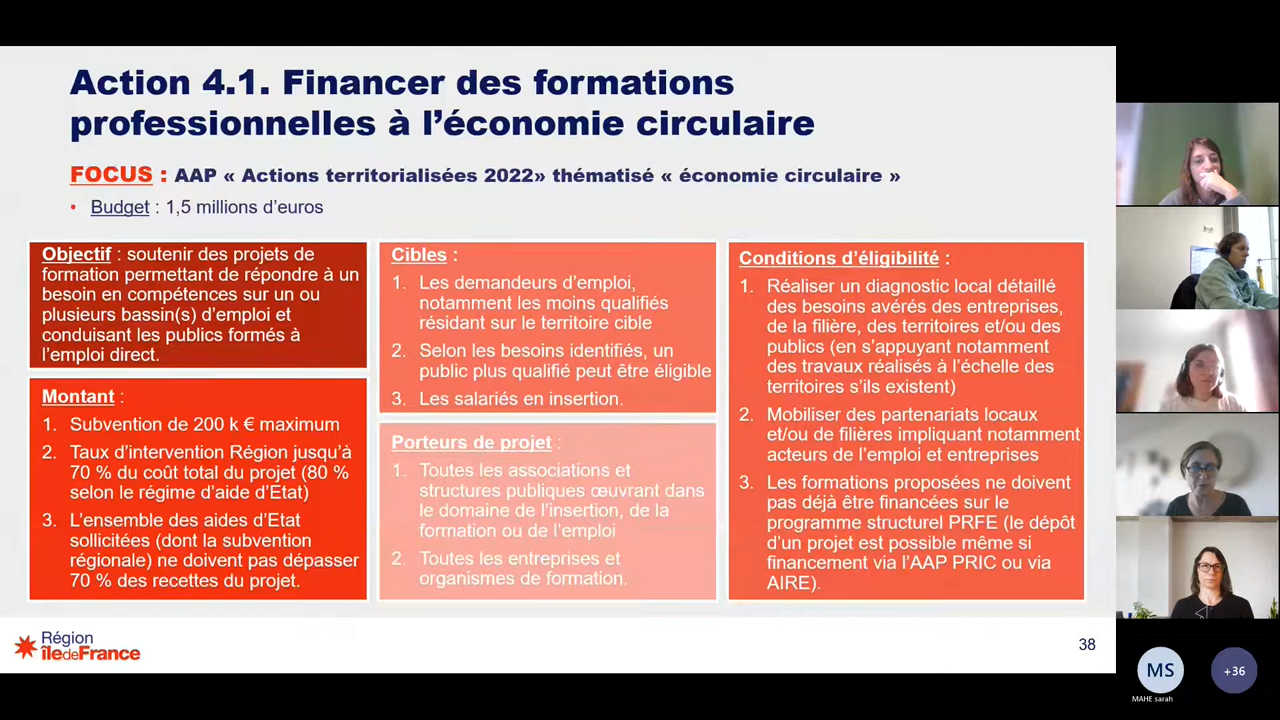 Action 4.1. Financer des formations
professionnelles à l’économie circulaire
FOCUS : AAP « Actions territorialisées 2022» thématisé « économie circulaire »
• Budget : 1,5 millions d’euros
Objectif : soutenir des projets de
formation permettant de répondre à un
besoin en compétences sur un ou
plusieurs bassin(s) d’emploi et
conduisant les publics formés à
l’emploi direct.
Montant :
1. Subvention de 200 k € maximum
2. Taux d’intervention Région jusqu’à
70 % du coût total du projet (80 %
selon le régime d’aide d’Etat)
3. L’ensemble des aides d’Etat
sollicitées (dont la subvention
régionale) ne doivent pas dépasser
70 % des recettes du projet.
Cibles :
1. Les demandeurs d’emploi,
notamment les moins qualifiés
résidant sur le territoire cible
2. Selon les besoins identifiés, un
public plus qualifié peut être éligible
3. Les salariés en insertion.
Porteurs de projet :
1. Toutes les associations et
structures publiques œuvrant dans
le domaine de l’insertion, de la
formation ou de l’emploi
2. Toutes les entreprises et
organismes de formation.
Conditions d’éligibilité :
1. Réaliser un diagnostic local détaillé
des besoins avérés des entreprises,
de la filière, des territoires et/ou des
publics (en s’appuyant notamment
des travaux réalisés à l’échelle des
territoires s’ils existent)
2. Mobiliser des partenariats locaux
et/ou de filières impliquant notamment
acteurs de l’emploi et entreprises
3. Les formations proposées ne doivent
pas déjà être financées sur le
programme structurel PRFE (le dépôt
d’un projet est possible même si
financement via l’AAP PRIC ou via
AIRE).
Région
îledeFrance
38
MS
MAHE sarah
+36